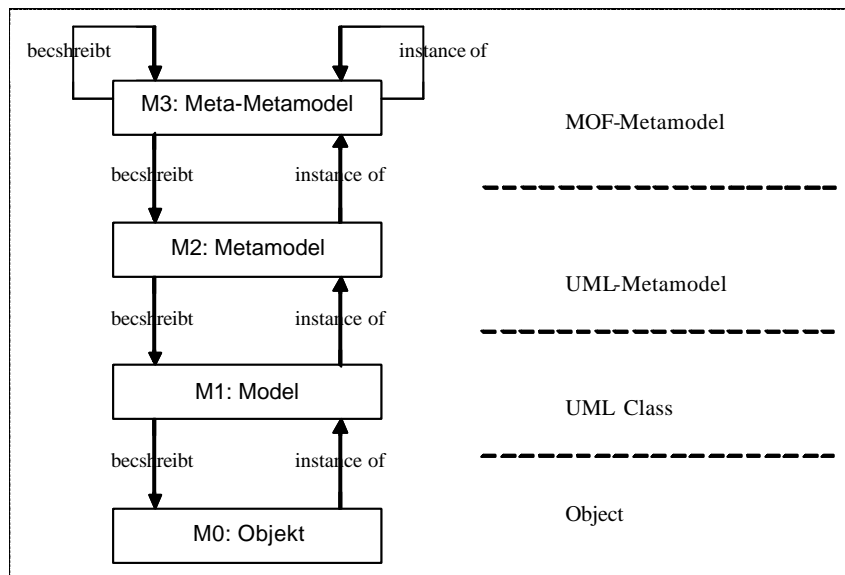 becshreibt
instance of
M3: Meta-Metamodel
MOF-Metamodel
becshreibt
instance of
M2: Metamodel
UML-Metamodel
becshreibt
instance of
M1: Model
UML Class
becshreibt
instance of
M0: Objekt
Object